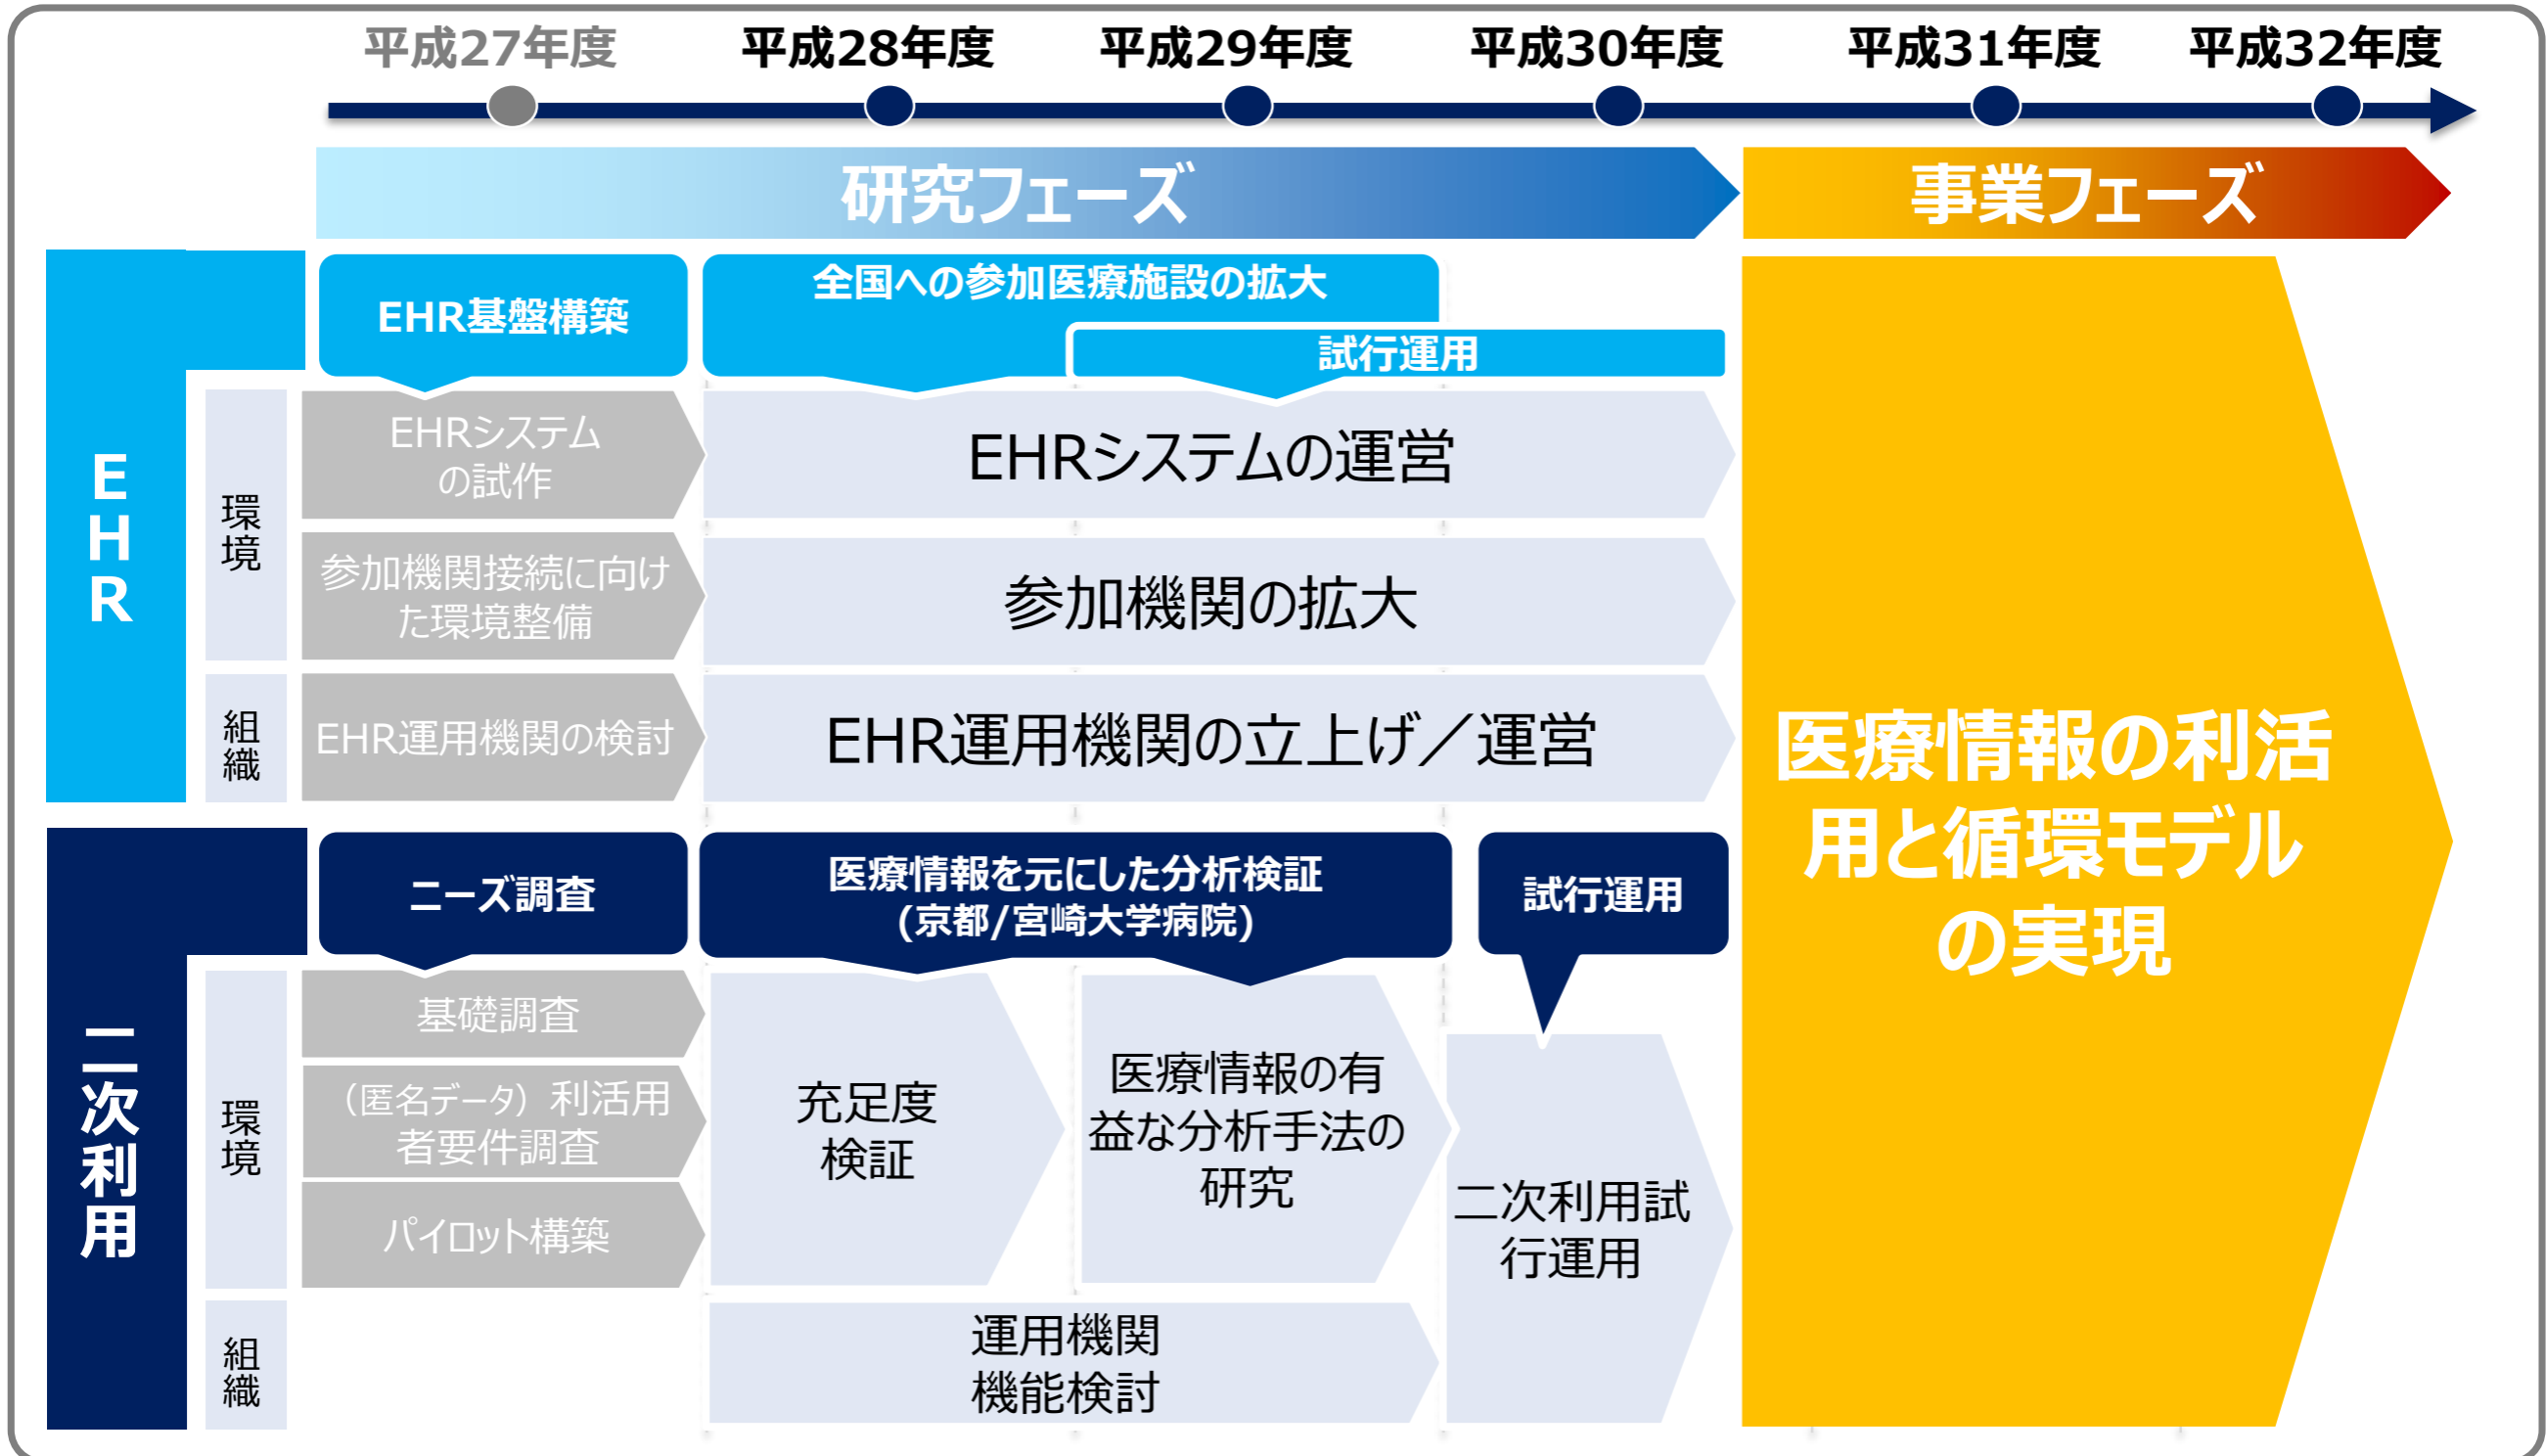 平成27年度
平成28年度
平成29年度
平成30年度
平成31年度
平成32年度
研究フェーズ
事業フェーズ
EHR
EHR基盤構築
全国への参加医療施設の拡大
試行運用
環境
EHRシステム
の試作
EHRシステムの運営
参加機関接続に向け
た環境整備
参加機関の拡大
組織
EHR運用機関の検討
EHR運用機関の立上げ／運営
医療情報の利活
用と循環モデル
の実現
二次利用
ニーズ調査
医療情報を元にした分析検証
(京都/宮崎大学病院)
試行運用
環境
基礎調査
（匿名データ）利活用
者要件調査
パイロット構築
充足度
検証
医療情報の有
益な分析手法の
研究
二次利用試
行運用
組織
運用機関
機能検討